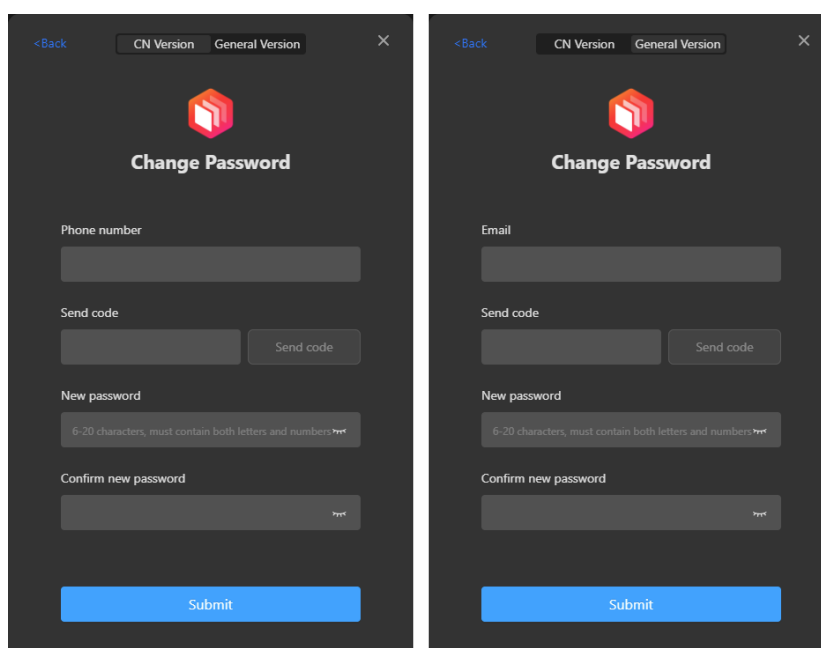 <Back CN Version General Version ×
Change Password
Phone number
Send code
Send code
New password
6-20 characters, must contain both letters and numbers
Confirm new password
Submit
<Back CN Version General Version ×
Change Password
Email
Send code
Send code
New password
6-20 characters, must contain both letters and numbers
Confirm new password
Submit